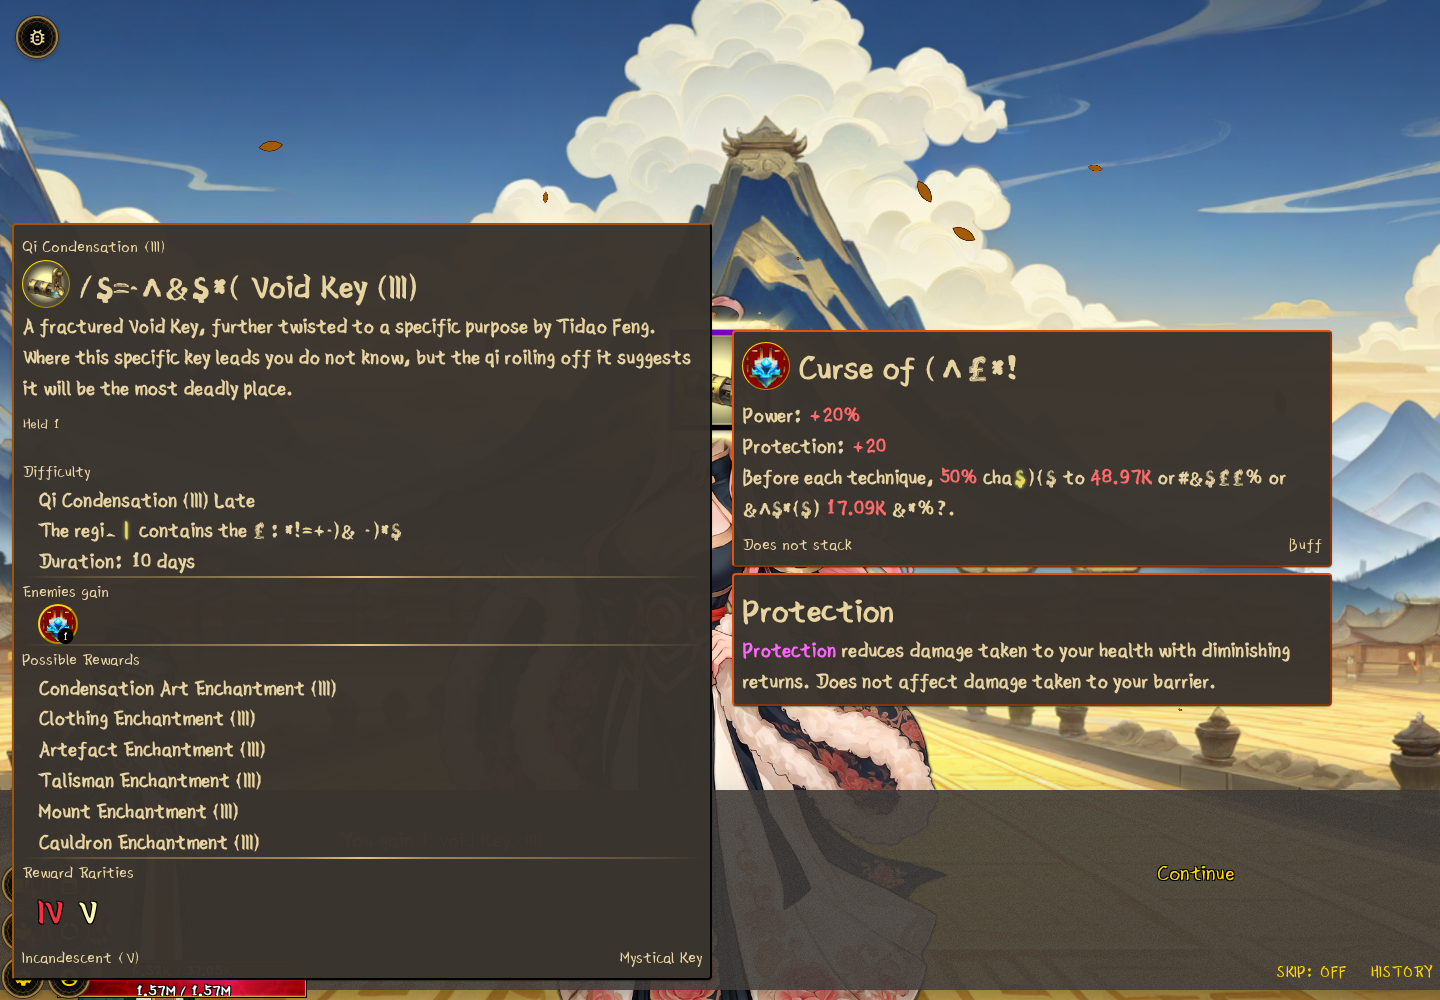 Qi Condensation (III)
/$=-^&$*( Void Key (III)
A fractured Void Key, further twisted to a specific purpose by Tidao Feng.
Where this specific key leads you do not know, but the qi roiling off it suggests
it will be the most deadly place.
Held 1
Difficulty
Qi Condensation (III) Late
The regi contains the £:*!=+-)& -)*$
Duration: 10 days
Enemies gain
1
Possible Rewards
Condensation Art Enchantment (III)
Clothing Enchantment (III)
Artefact Enchantment (III)
Talisman Enchantment (III)
Mount Enchantment (III)
Cauldron Enchantment (III)
Reward Rarities
IV V
Incandescent (V)
Mystical Key
Curse of (^£*!
Power: +20%
Protection: +20
Before each technique, 50% cha$){$ to 48.97K or#&$££% or
&^$*{$) 17.09K &*%?.
Does not stack
Buff
Protection
Protection reduces damage taken to your health with diminishing
returns. Does not affect damage taken to your barrier.
Continue
1.57M / 1.57M
SKIP: OFF
HISTORY